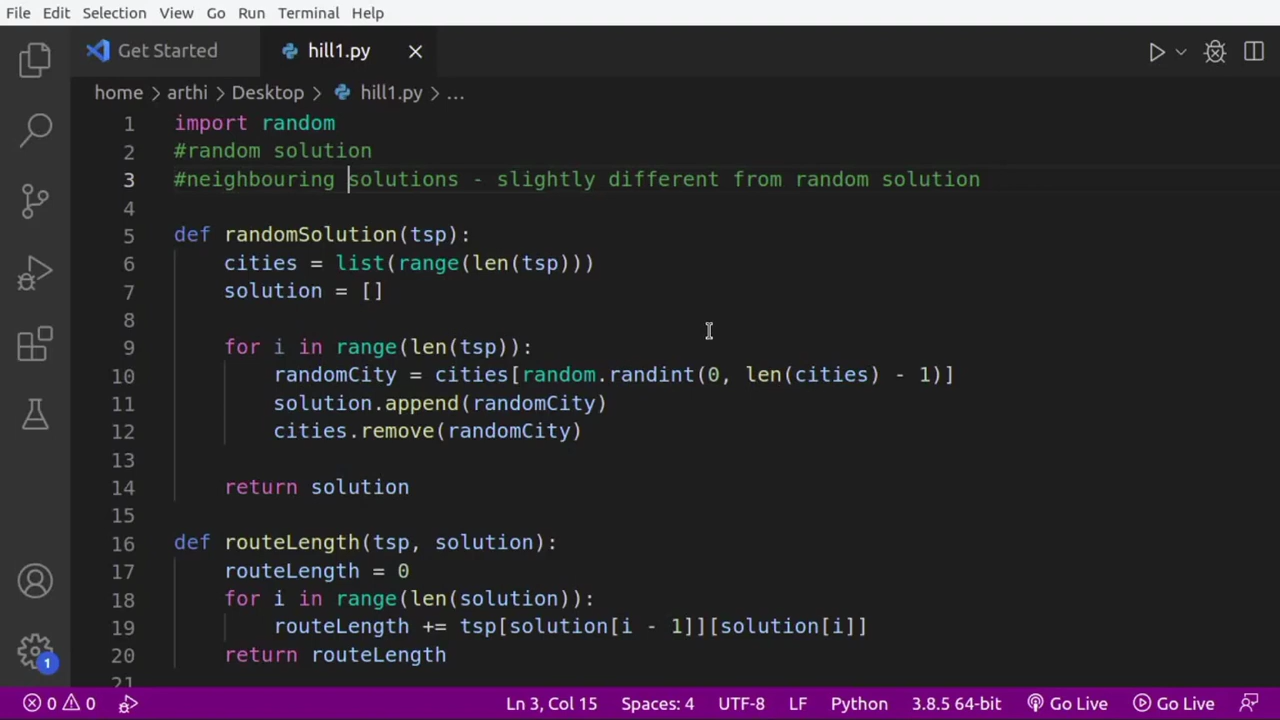 File Edit Selection View Go Run Terminal Help
Get Started hill1.py
home > arthi > Desktop > hill1.py > ...
1 import random
2 #random solution
3 #neighbouring solutions - slightly different from random solution
4
5 def randomSolution(tsp):
6     cities = list(range(len(tsp)))
7     solution = []
8
9     for i in range(len(tsp)):
10         randomCity = cities[random.randint(0, len(cities) - 1)]
11         solution.append(randomCity)
12         cities.remove(randomCity)
13
14     return solution
15
16 def routeLength(tsp, solution):
17     routeLength = 0
18     for i in range(len(solution)):
19         routeLength += tsp[solution[i - 1]][solution[i]]
20     return routeLength
21
1
0 0 Ln 3, Col 15 Spaces: 4 UTF-8 LF Python 3.8.5 64-bit Go Live Go Live